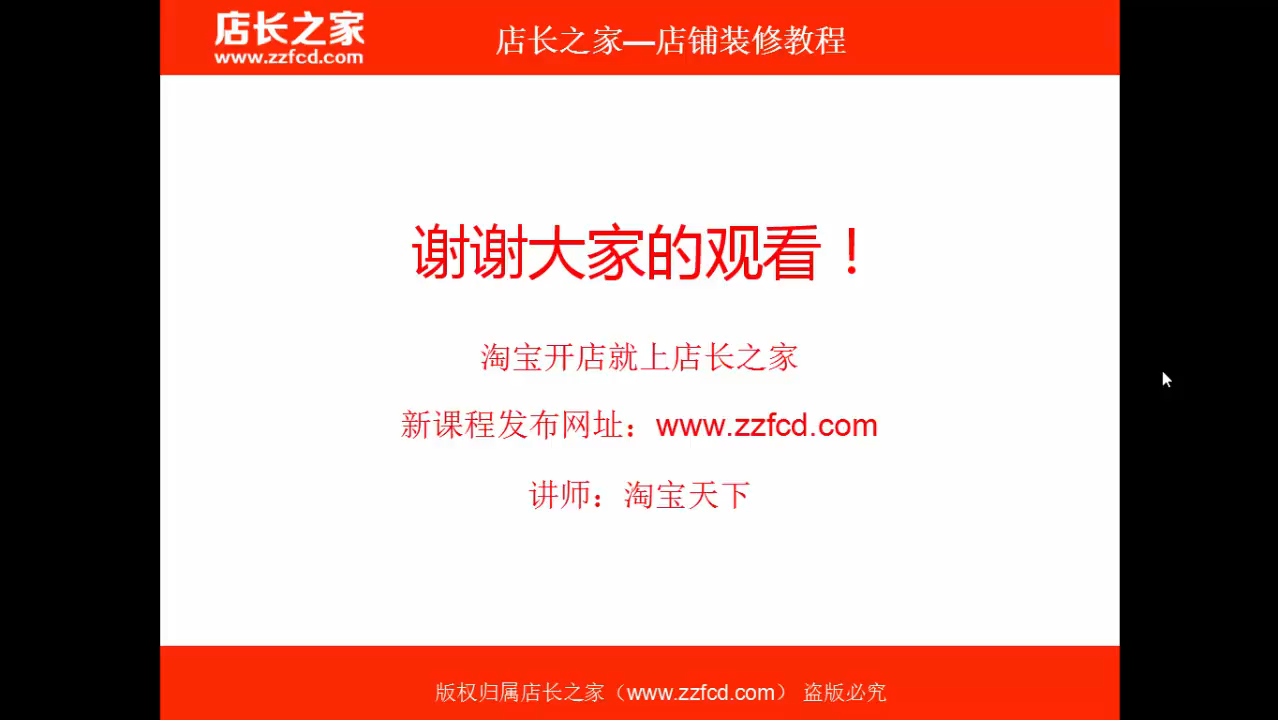 店长之家
www.zzfcd.com
店长之家—店铺装修教程
谢谢大家的观看！
淘宝开店就上店长之家
新课程发布网址：www.zzfcd.com
讲师：淘宝天下
版权归属店长之家（www.zzfcd.com） 盗版必究